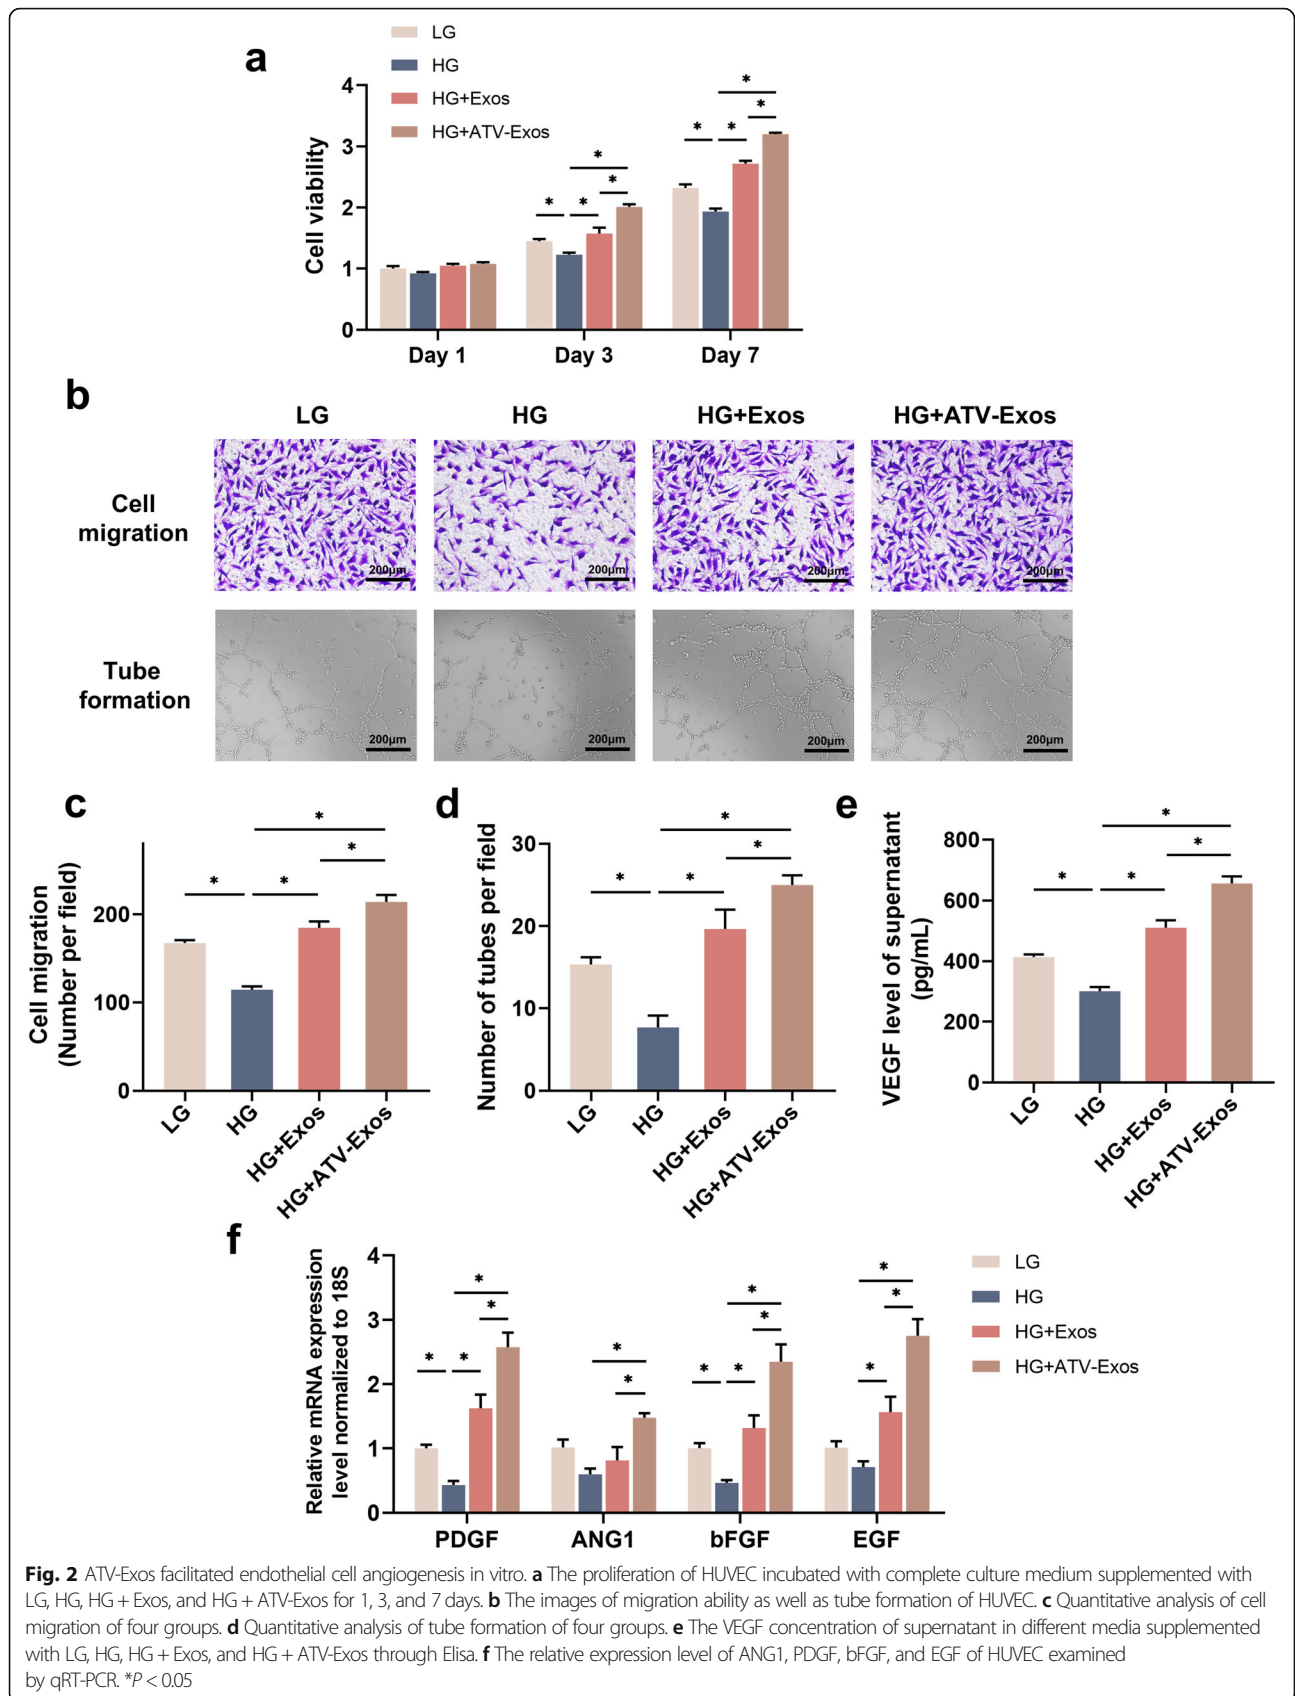 a
LG
HG
HG+Exos
HG+ATV-Exos
Cell viability
4
3
2
1
0
* * * *
* * * *
Day 1 Day 3 Day 7
b
LG HG HG+Exos HG+ATV-Exos
Cell
migration
200μm 200μm 200μm 200μm
Tube
formation
200μm 200μm 200μm 200μm
c
Cell migration
(Number per field)
200
100
0
* * * *
LG HG HG+Exos HG+ATV-Exos
d
Number of tubes per field
30
20
10
0
* * * *
LG HG HG+Exos HG+ATV-Exos
e
VEGF level of supernatant
(pg/mL)
800
600
400
200
0
* * * *
LG HG HG+Exos HG+ATV-Exos
f
Relative mRNA expression
level normalized to 18S
4
3
2
1
0
* * * *
* *
* * * *
* * *
PDGF ANG1 bFGF EGF
LG
HG
HG+Exos
HG+ATV-Exos
Fig. 2 ATV-Exos facilitated endothelial cell angiogenesis in vitro. a The proliferation of HUVEC incubated with complete culture medium supplemented with
LG, HG, HG + Exos, and HG + ATV-Exos for 1, 3, and 7 days. b The images of migration ability as well as tube formation of HUVEC. c Quantitative analysis of cell
migration of four groups. d Quantitative analysis of tube formation of four groups. e The VEGF concentration of supernatant in different media supplemented
with LG, HG, HG + Exos, and HG + ATV-Exos through Elisa. f The relative expression level of ANG1, PDGF, bFGF, and EGF of HUVEC examined
by qRT-PCR. *P < 0.05